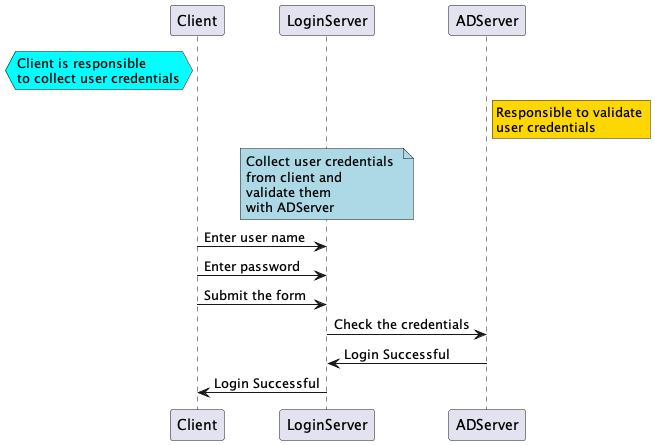 Client
LoginServer
ADServer
Client is responsible
to collect user credentials
Responsible to validate
user credentials
Collect user credentials
from client and
validate them
with ADServer
Enter user name
Enter password
Submit the form
Check the credentials
Login Successful
Login Successful
Client
LoginServer
ADServer